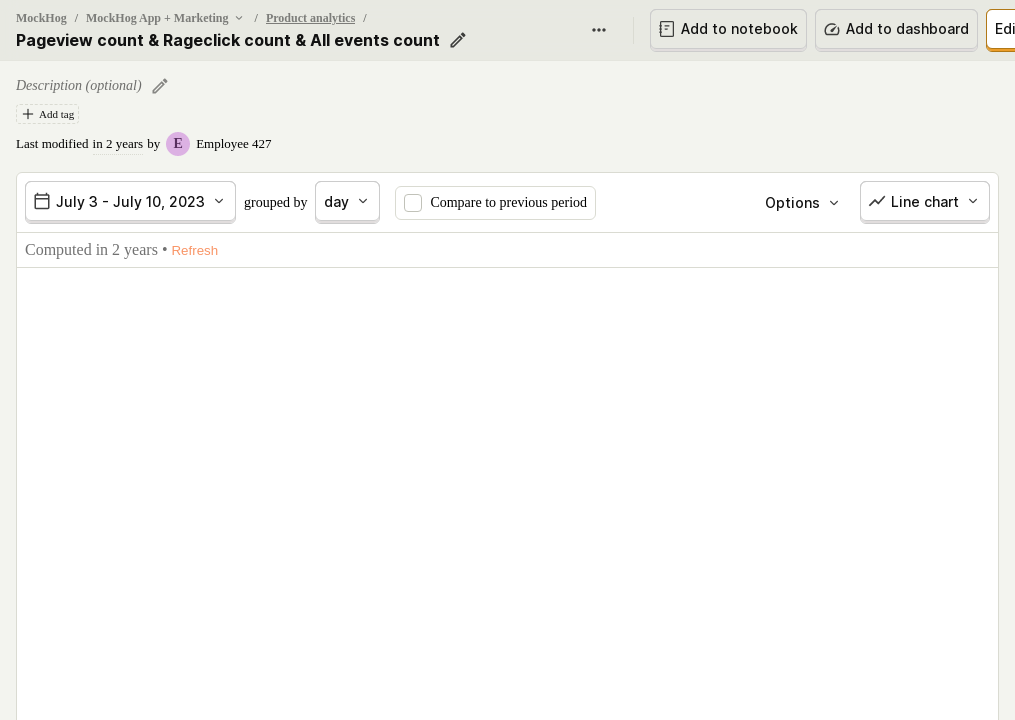 MockHog / MockHog App + Marketing / Product analytics /
Pageview count & Rageclick count & All events count
Add to notebook
Add to dashboard
Edi
Description (optional)
Add tag
Last modified in 2 years by E Employee 427
July 3 - July 10, 2023 grouped by day Compare to previous period Options Line chart
Computed in 2 years • Refresh